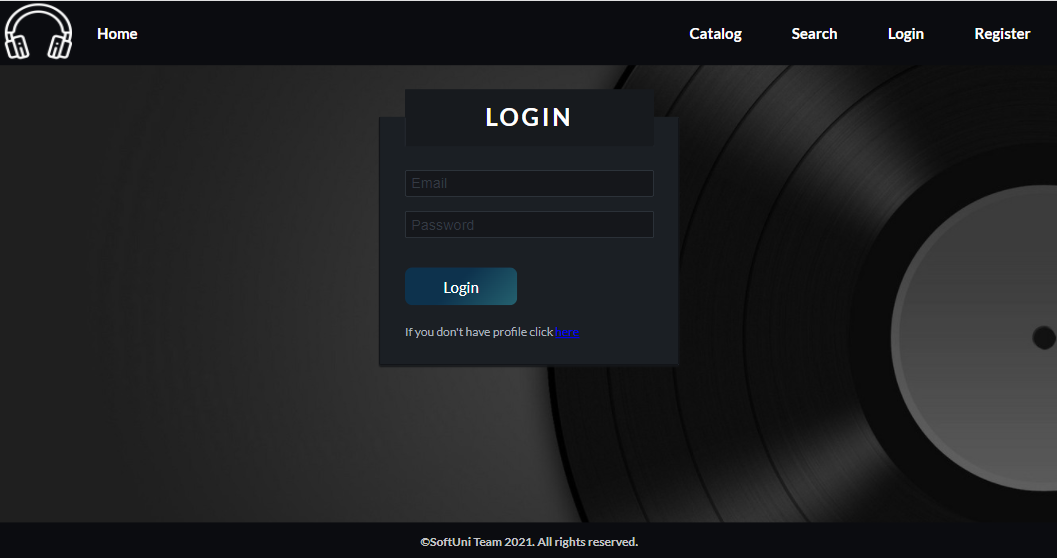 Home Catalog Search Login Register
LOGIN
Email
Password
Login
If you don't have profile click here
©SoftUni Team 2021. All rights reserved.